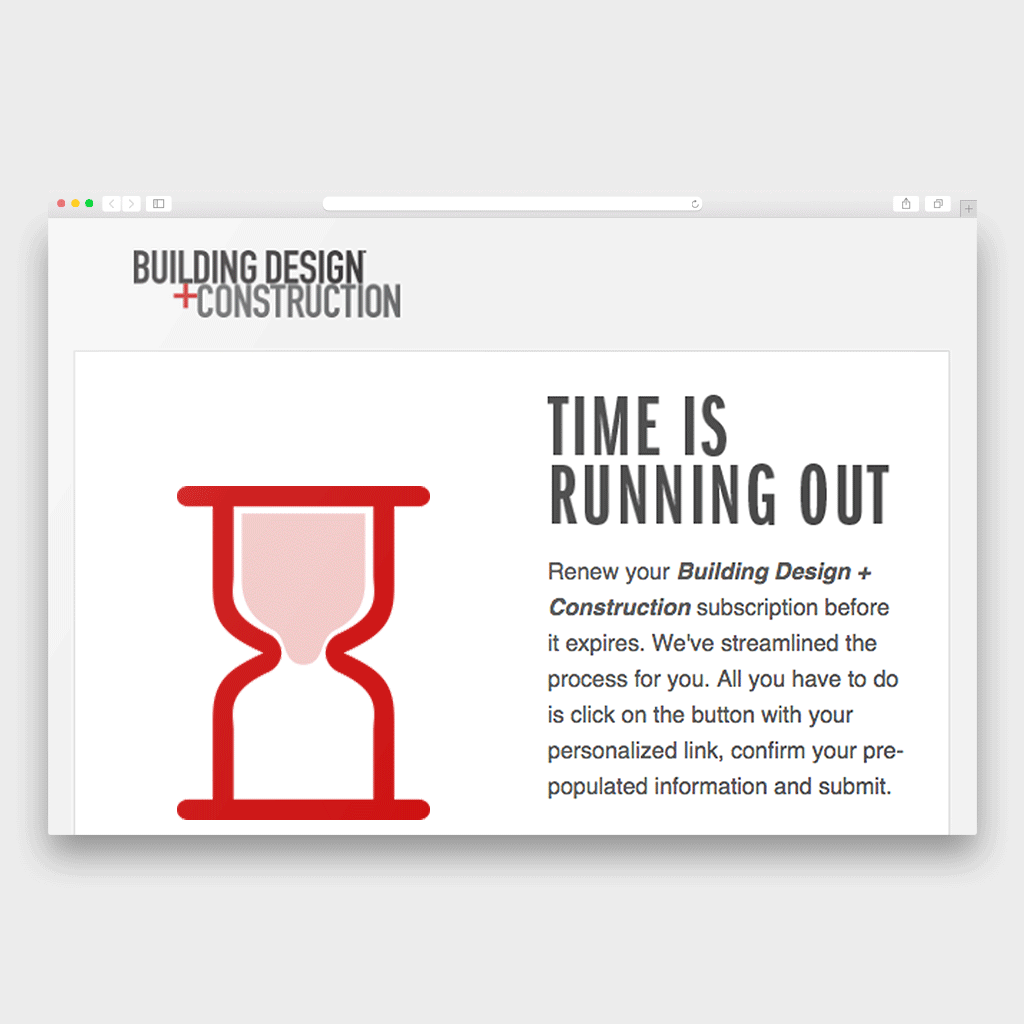 BUILDING DESIGN
+CONSTRUCTION
TIME IS
RUNNING OUT
Renew your Building Design +
Construction subscription before
it expires. We've streamlined the
process for you. All you have to do
is click on the button with your
personalized link, confirm your pre-
populated information and submit.